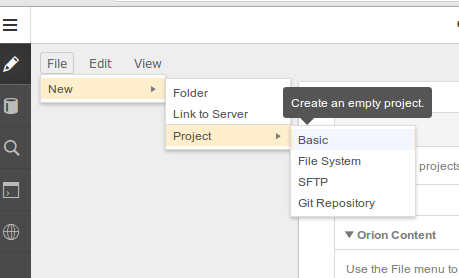 File Edit View
New
Folder
Link to Server
Project
Create an empty project.
Basic
File System
SFTP
Git Repository
projects
Orion Content
Use the File menu to